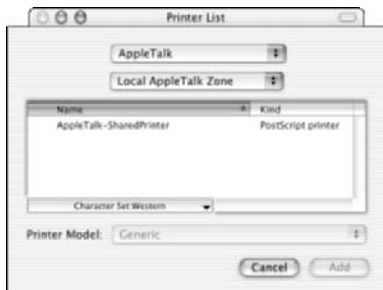 Printer List
AppleTalk
Local AppleTalk Zone
Name Kind
AppleTalk-SharedPrinter PostScript printer
Character Set:Western
Printer Model: Generic
Cancel Add